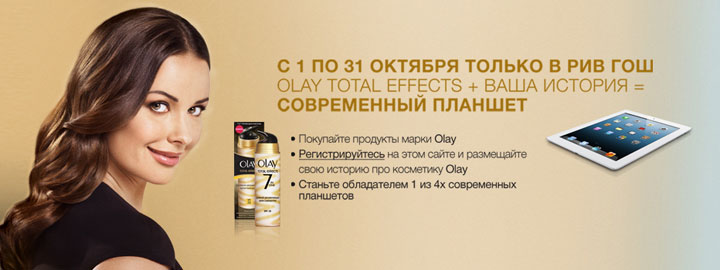 С 1 ПО 31 ОКТЯБРЯ ТОЛЬКО В РИВ ГОШ
OLAY TOTAL EFFECTS + ВАША ИСТОРИЯ =
СОВРЕМЕННЫЙ ПЛАНШЕТ
• Покупайте продукты марки Olay
• Регистрируйтесь на этом сайте и размещайте
свою историю про косметику Olay
• Станьте обладателем 1 из 4х современных
планшетов
OLAY
7
OLAY
TOTAL EFFECTS
7